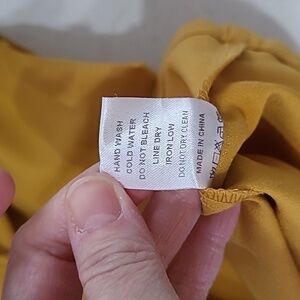 HAND WASH
COLD WATER
DO NOT BLEACH
LINE DRY
IRON LOW
DO NOT DRY CLEAN
MADE IN CHINA